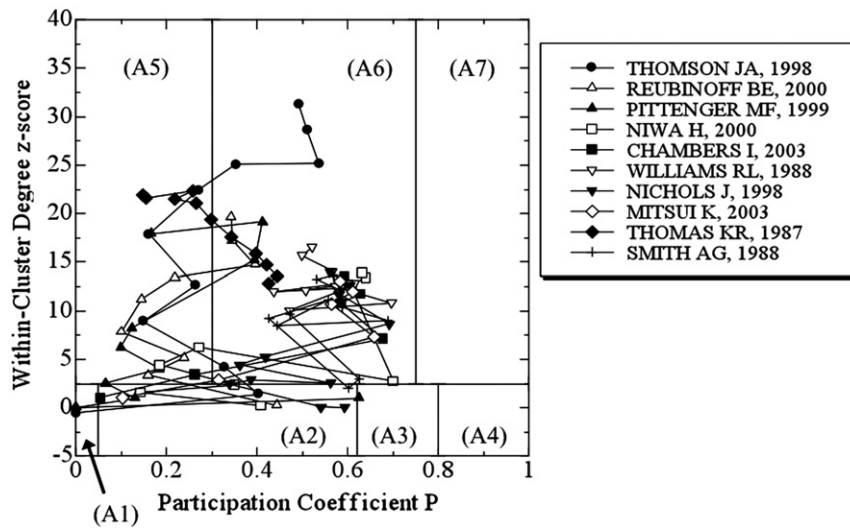 40
35
30
25
20
15
10
5
0
-5
Within-Cluster Degree z-score
(A5)
(A6)
(A7)
(A2)
(A3)
(A4)
(A1)
0
0.2
0.4
0.6
0.8
1
Participation Coefficient P
THOMSON JA, 1998
REUBINOFF BE, 2000
PITTENGER MF, 1999
NIWA H, 2000
CHAMBERS I, 2003
WILLIAMS RL, 1988
NICHOLS J, 1998
MITSUI K, 2003
THOMAS KR, 1987
SMITH AG, 1988